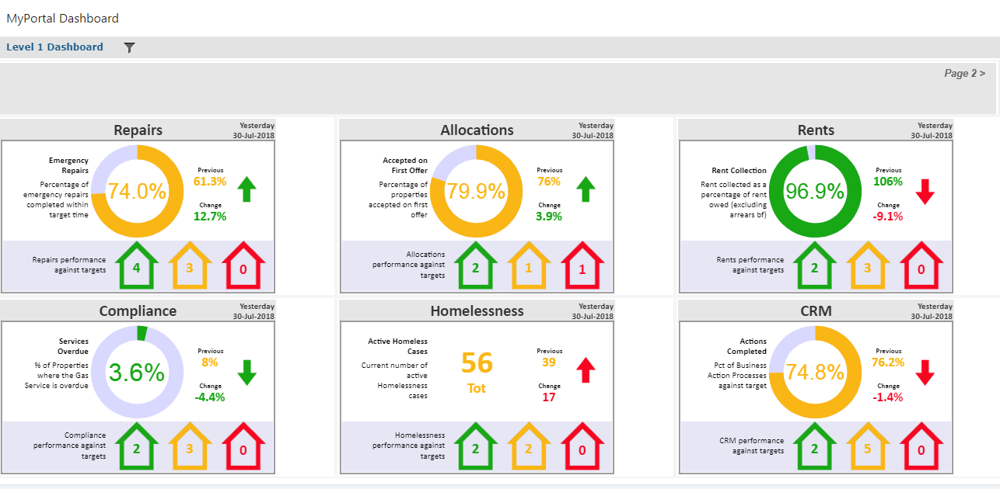 MyPortal Dashboard
Level 1 Dashboard
Page 2 >
Repairs
Yesterday
30-Jul-2018
Emergency
Repairs
Percentage of
emergency repairs
completed within
target time
74.0%
Previous
61.3%
Change
12.7%
Repairs performance
against targets
4
3
0
Allocations
Yesterday
30-Jul-2018
Accepted on
First Offer
Percentage of
properties
accepted on first
offer
79.9%
Previous
76%
Change
3.9%
Allocations
performance against
targets
2
1
1
Rents
Yesterday
30-Jul-2018
Rent Collection
Rent collected as a
percentage of rent
owed (excluding
arrears bf)
96.9%
Previous
106%
Change
-9.1%
Rents performance
against targets
2
3
0
Compliance
Yesterday
30-Jul-2018
Services
Overdue
% of Properties
where the Gas
Service is overdue
3.6%
Previous
8%
Change
-4.4%
Compliance
performance against
targets
2
3
0
Homelessness
Yesterday
30-Jul-2018
Active Homeless
Cases
Current number of
active
Homelessness
cases
56
Tot
Previous
39
Change
17
Homelessness
performance against
targets
2
2
0
CRM
Yesterday
30-Jul-2018
Actions
Completed
Pct of Business
Action Processes
against target
74.8%
Previous
76.2%
Change
-1.4%
CRM performance
against targets
2
5
0